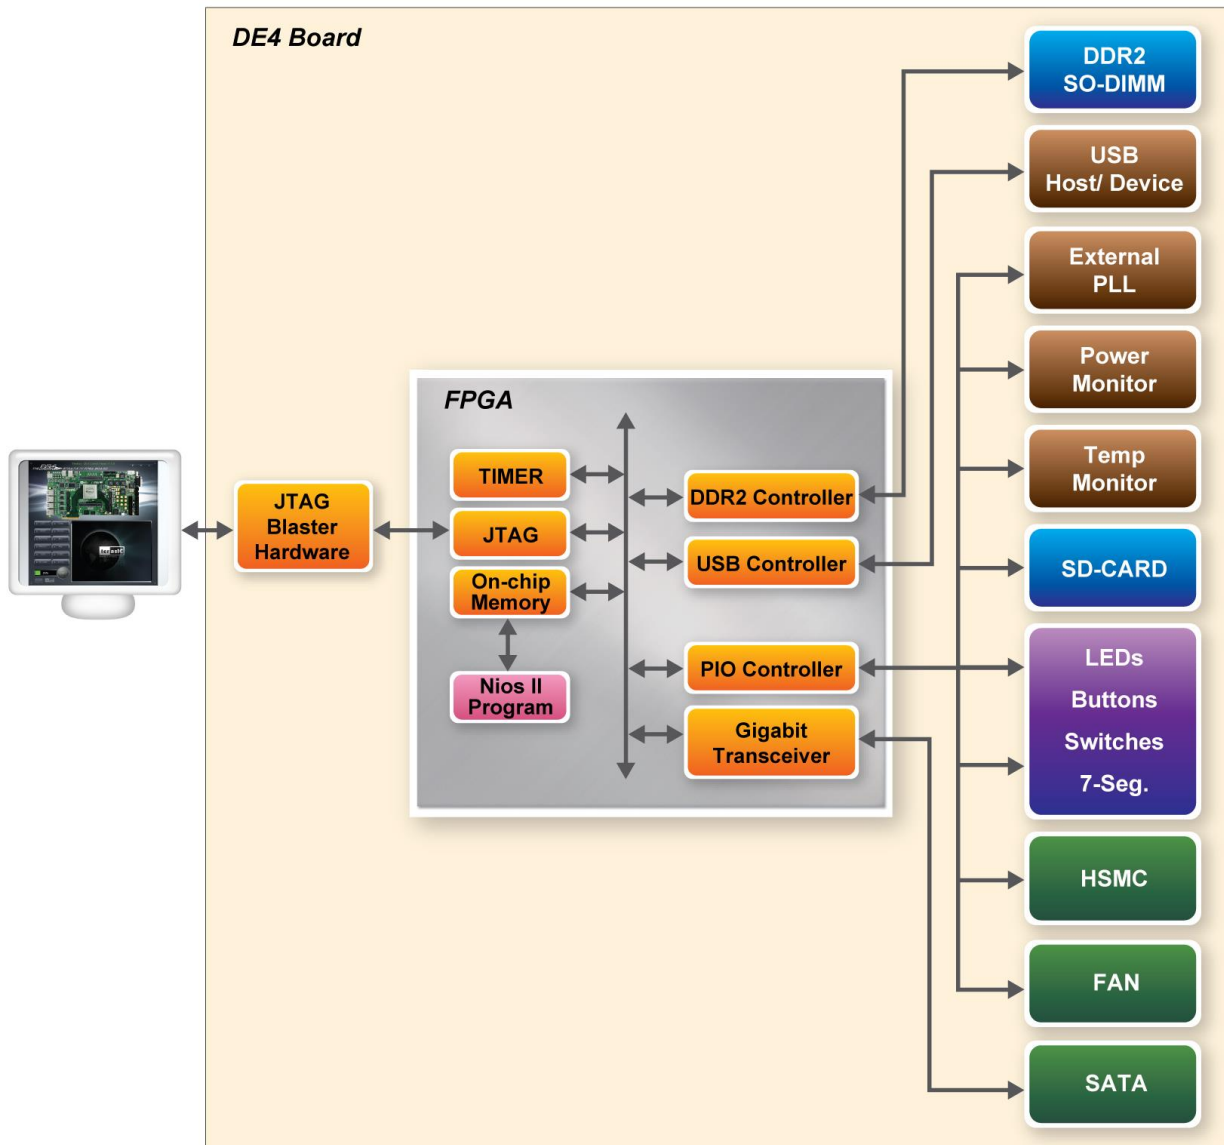 DE4 Board
DDR2
SO-DIMM
USB
Host/ Device
External
PLL
Power
Monitor
FPGA
TIMER
JTAG
Blaster
Hardware
JTAG
On-chip
Memory
Nios II
Program
DDR2 Controller
USB Controller
PIO Controller
Gigabit
Transceiver
Temp
Monitor
SD-CARD
LEDs
Buttons
Switches
7-Seg.
HSMC
FAN
SATA